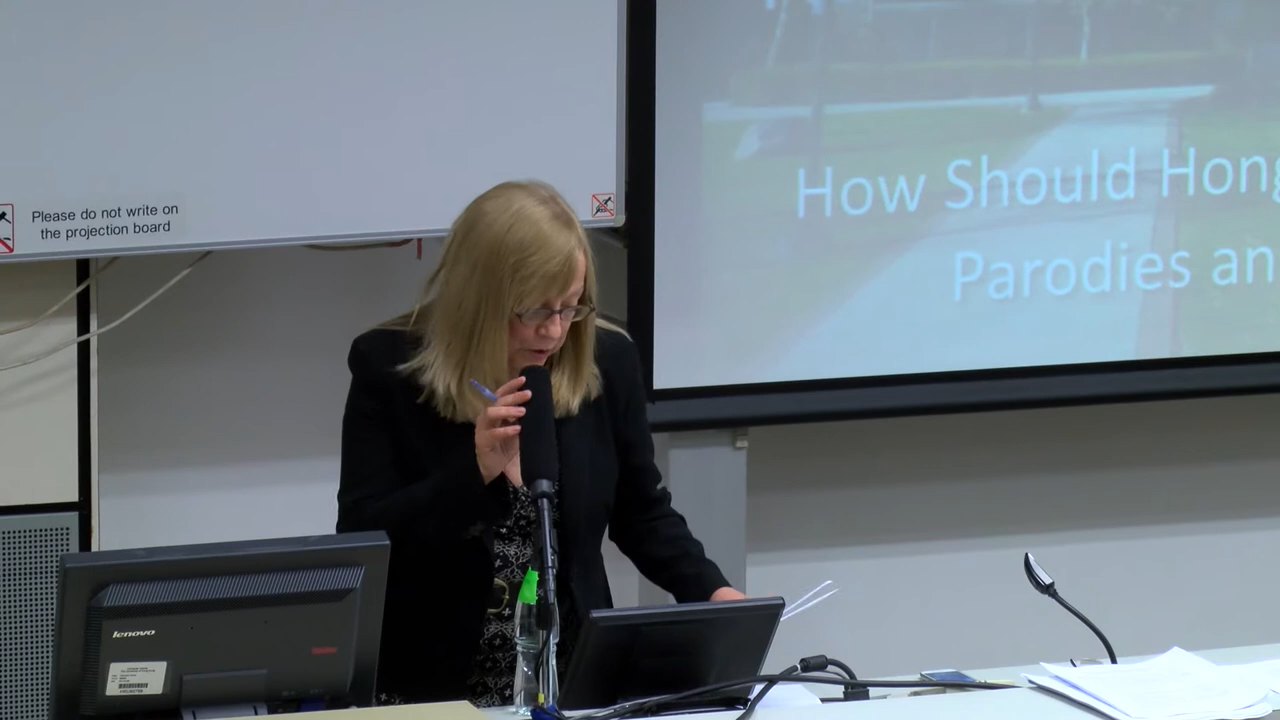 Please do not write on
the projection board
How Should Hong
Parodies an
lenovo